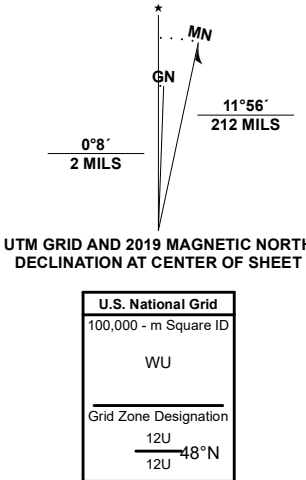 ★
MN
GN
11°56´
212 MILS
0°8´
2 MILS
UTM GRID AND 2019 MAGNETIC NORTH
DECLINATION AT CENTER OF SHEET
U.S. National Grid
100,000 - m Square ID
WU
Grid Zone Designation
12U
48°N
12U